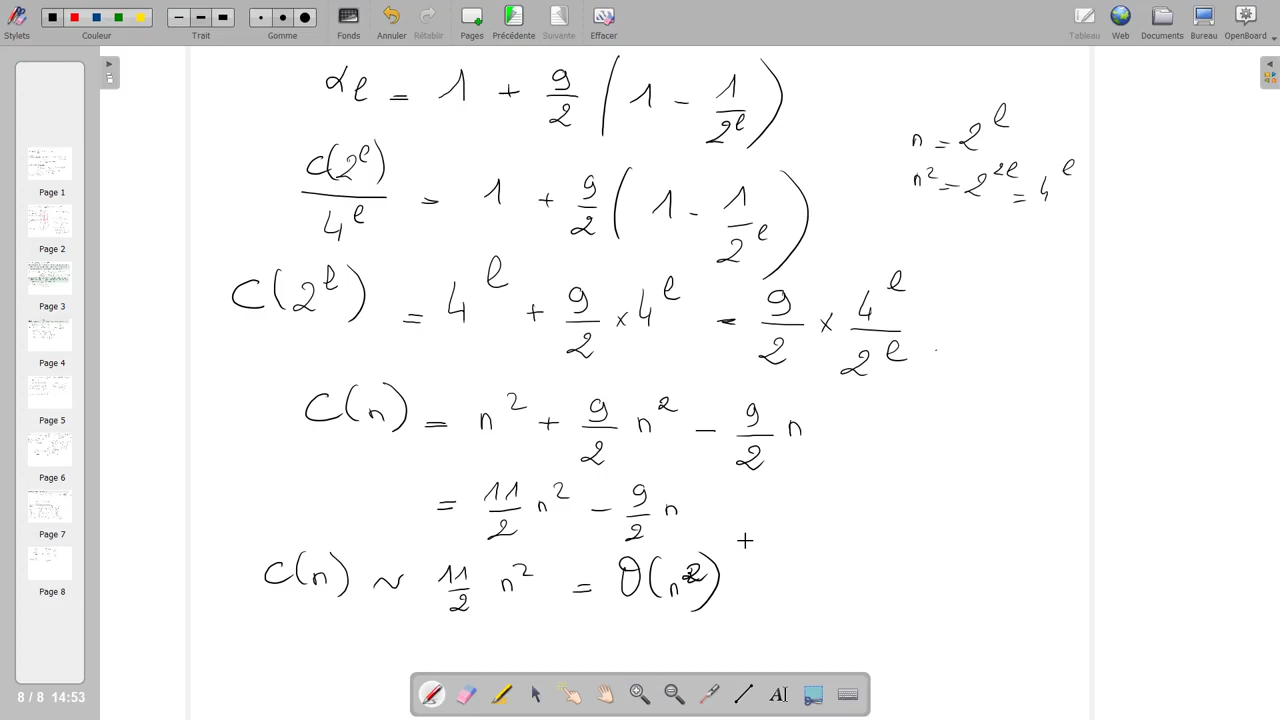 Stylets Couleur Trait Gomme Fonds Annuler Rétablir Pages Précédente Suivante Effacer Tableau Web Documents Bureau OpenBoard
Page 1
Page 2
Page 3
Page 4
Page 5
Page 6
Page 7
Page 8
8 / 8 14:53
αℓ = 1 + 9/2 (1 - 1/2^ℓ)
n = 2^ℓ
n² = 2^2ℓ = 4^ℓ
C(2^ℓ)/4^ℓ = 1 + 9/2 (1 - 1/2^ℓ)
C(2^ℓ) = 4^ℓ + 9/2 × 4^ℓ - 9/2 × 4^ℓ/2^ℓ
C(n) = n² + 9/2 n² - 9/2 n
= 11/2 n² - 9/2 n
C(n) ~ 11/2 n² = O(n²)
AI